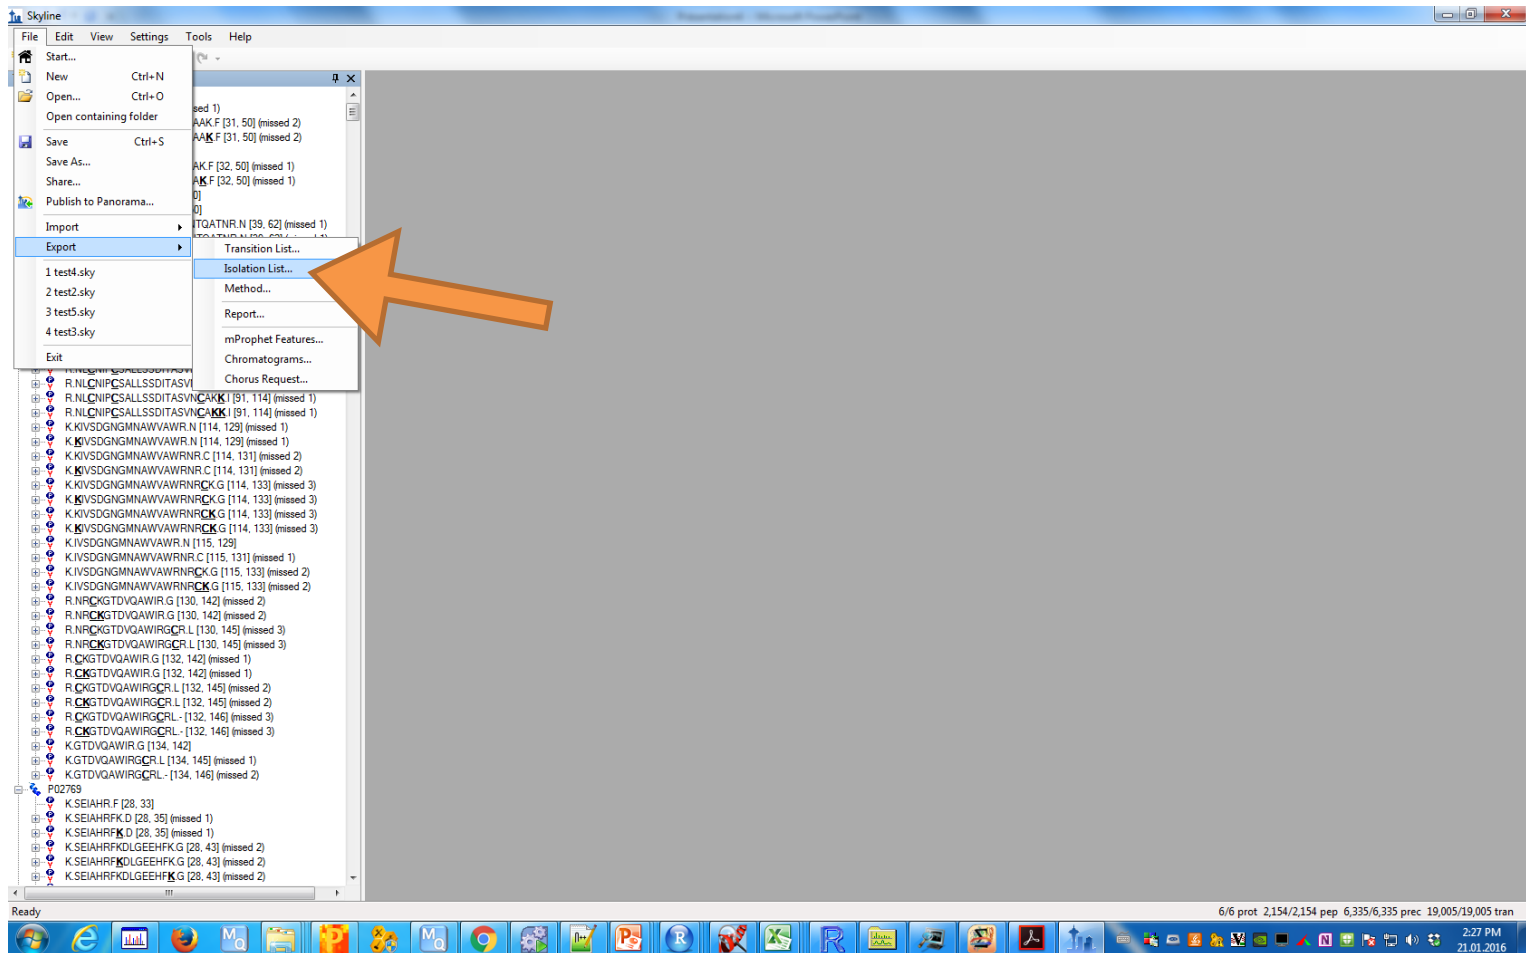 Skyline
File Edit View Settings Tools Help
Start...
New Ctrl+N
Open... Ctrl+O
Open containing folder
Save Ctrl+S
Save As...
Share...
Publish to Panorama...
Import
Export
1 test4.sky
2 test2.sky
3 test5.sky
4 test3.sky
Exit
Transition List...
Isolation List...
Method...
Report...
mProphet Features...
Chromatograms...
Chorus Request...
sed 1)
AAK.F [31, 50] (missed 2)
AAK.F [31, 50] (missed 2)
AK.F [32, 50] (missed 1)
AK.F [32, 50] (missed 1)
0]
0]
ITQATNR.N [39, 62] (missed 1)
R.NLCNIPCSALLSSDITASV
R.NLCNIPCSALLSSDITASVNCAKK.I [91, 114] (missed 1)
R.NLCNIPCSALLSSDITASVNCAKK.I [91, 114] (missed 1)
K.KIVSDGNGMNAWVAWR.N [114, 129] (missed 1)
K.KIVSDGNGMNAWVAWR.N [114, 129] (missed 1)
K.KIVSDGNGMNAWVAWRNR.C [114, 131] (missed 2)
K.KIVSDGNGMNAWVAWRNR.C [114, 131] (missed 2)
K.KIVSDGNGMNAWVAWRNRCK.G [114, 133] (missed 3)
K.KIVSDGNGMNAWVAWRNRCK.G [114, 133] (missed 3)
K.KIVSDGNGMNAWVAWRNRCK.G [114, 133] (missed 3)
K.KIVSDGNGMNAWVAWRNRCK.G [114, 133] (missed 3)
K.IVSDGNGMNAWVAWR.N [115, 129]
K.IVSDGNGMNAWVAWRNR.C [115, 131] (missed 1)
K.IVSDGNGMNAWVAWRNRCK.G [115, 133] (missed 2)
K.IVSDGNGMNAWVAWRNRCK.G [115, 133] (missed 2)
R.NRCKGTDVQAWIR.G [130, 142] (missed 2)
R.NRCKGTDVQAWIR.G [130, 142] (missed 2)
R.NRCKGTDVQAWIRGCR.L [130, 145] (missed 3)
R.NRCKGTDVQAWIRGCR.L [130, 145] (missed 3)
R.CKGTDVQAWIR.G [132, 142] (missed 1)
R.CKGTDVQAWIR.G [132, 142] (missed 1)
R.CKGTDVQAWIRGCR.L [132, 145] (missed 2)
R.CKGTDVQAWIRGCR.L [132, 145] (missed 2)
R.CKGTDVQAWIRGCRL.- [132, 146] (missed 3)
R.CKGTDVQAWIRGCRL.- [132, 146] (missed 3)
K.GTDVQAWIR.G [134, 142]
K.GTDVQAWIRGCR.L [134, 145] (missed 1)
K.GTDVQAWIRGCRL.- [134, 146] (missed 2)
P02769
K.SEIAHR.F [28, 33]
K.SEIAHRFK.D [28, 35] (missed 1)
K.SEIAHRFK.D [28, 35] (missed 1)
K.SEIAHRFKDLGEEHFK.G [28, 43] (missed 2)
K.SEIAHRFKDLGEEHFK.G [28, 43] (missed 2)
K.SEIAHRFKDLGEEHFK.G [28, 43] (missed 2)
Ready
6/6 prot 2,154/2,154 pep 6,335/6,335 prec 19,005/19,005 tran
2:27 PM
21.01.2016